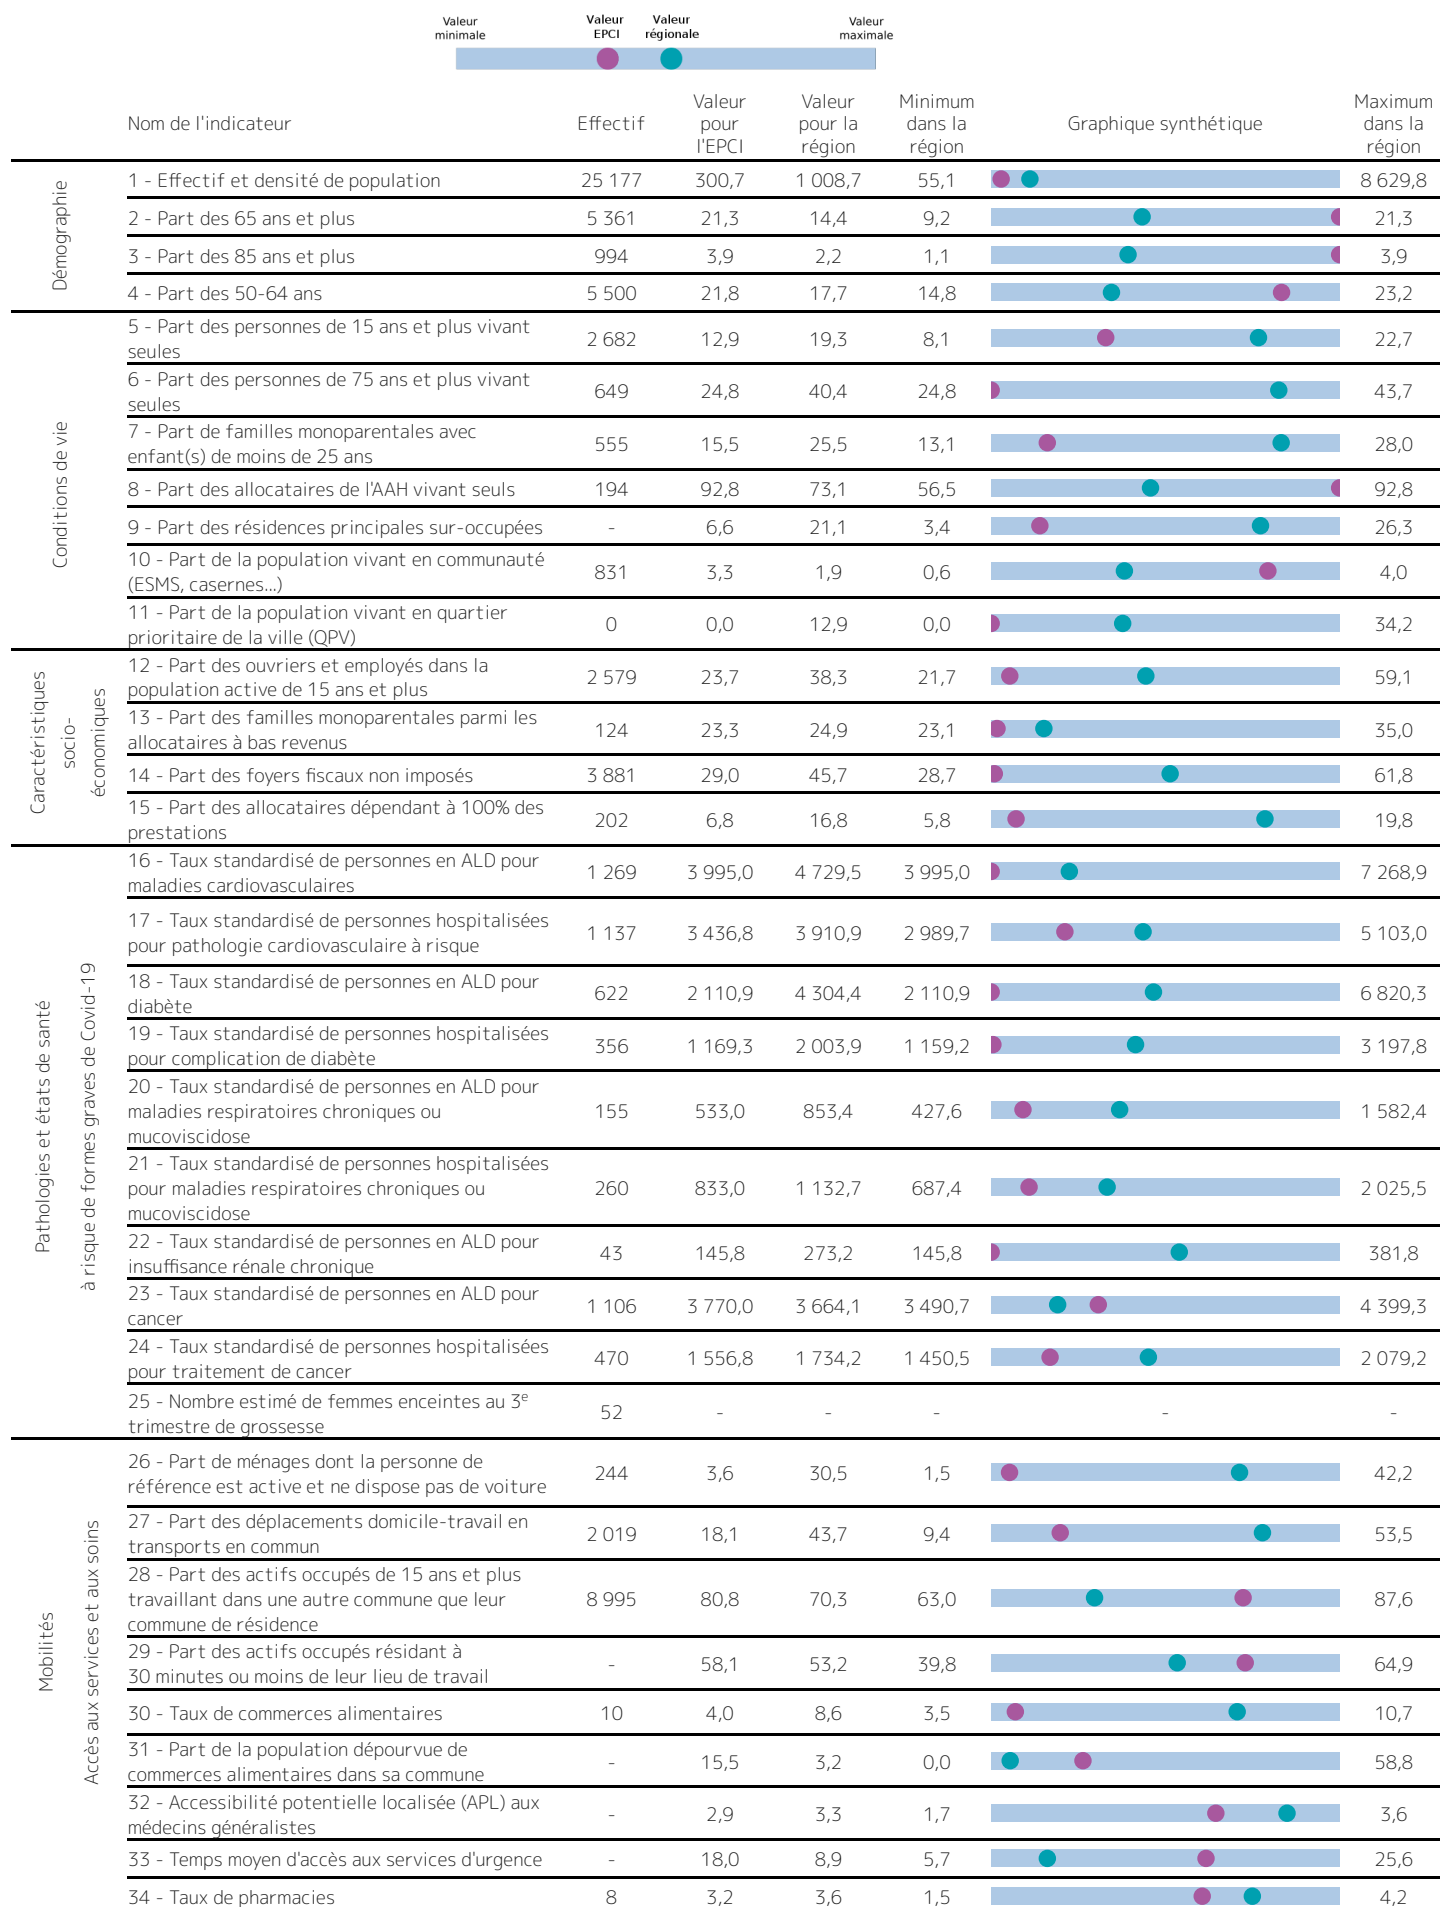 Valeur
minimale
Valeur
EPCI
Valeur
régionale
Valeur
maximale
Nom de l'indicateur
Effectif
Valeur
pour
l'EPCI
Valeur
pour la
région
Minimum
dans la
région
Graphique synthétique
Maximum
dans la
région
Démographie
1 - Effectif et densité de population 25 177 300,7 1 008,7 55,1 8 629,8
2 - Part des 65 ans et plus 5 361 21,3 14,4 9,2 21,3
3 - Part des 85 ans et plus 994 3,9 2,2 1,1 3,9
4 - Part des 50-64 ans 5 500 21,8 17,7 14,8 23,2
Conditions de vie
5 - Part des personnes de 15 ans et plus vivant
seules
2 682 12,9 19,3 8,1 22,7
6 - Part des personnes de 75 ans et plus vivant
seules
649 24,8 40,4 24,8 43,7
7 - Part de familles monoparentales avec
enfant(s) de moins de 25 ans
555 15,5 25,5 13,1 28,0
8 - Part des allocataires de l'AAH vivant seuls 194 92,8 73,1 56,5 92,8
9 - Part des résidences principales sur-occupées - 6,6 21,1 3,4 26,3
10 - Part de la population vivant en communauté
(ESMS, casernes...)
831 3,3 1,9 0,6 4,0
11 - Part de la population vivant en quartier
prioritaire de la ville (QPV)
0 0,0 12,9 0,0 34,2
Caractéristiques
socio-
économiques
12 - Part des ouvriers et employés dans la
population active de 15 ans et plus
2 579 23,7 38,3 21,7 59,1
13 - Part des familles monoparentales parmi les
allocataires à bas revenus
124 23,3 24,9 23,1 35,0
14 - Part des foyers fiscaux non imposés 3 881 29,0 45,7 28,7 61,8
15 - Part des allocataires dépendant à 100% des
prestations
202 6,8 16,8 5,8 19,8
Pathologies et états de santé
à risque de formes graves de Covid-19
16 - Taux standardisé de personnes en ALD pour
maladies cardiovasculaires
1 269 3 995,0 4 729,5 3 995,0 7 268,9
17 - Taux standardisé de personnes hospitalisées
pour pathologie cardiovasculaire à risque
1 137 3 436,8 3 910,9 2 989,7 5 103,0
18 - Taux standardisé de personnes en ALD pour
diabète
622 2 110,9 4 304,4 2 110,9 6 820,3
19 - Taux standardisé de personnes hospitalisées
pour complication de diabète
356 1 169,3 2 003,9 1 159,2 3 197,8
20 - Taux standardisé de personnes en ALD pour
maladies respiratoires chroniques ou
mucoviscidose
155 533,0 853,4 427,6 1 582,4
21 - Taux standardisé de personnes hospitalisées
pour maladies respiratoires chroniques ou
mucoviscidose
260 833,0 1 132,7 687,4 2 025,5
22 - Taux standardisé de personnes en ALD pour
insuffisance rénale chronique
43 145,8 273,2 145,8 381,8
23 - Taux standardisé de personnes en ALD pour
cancer
1 106 3 770,0 3 664,1 3 490,7 4 399,3
24 - Taux standardisé de personnes hospitalisées
pour traitement de cancer
470 1 556,8 1 734,2 1 450,5 2 079,2
25 - Nombre estimé de femmes enceintes au 3e
trimestre de grossesse
52 - - - - -
Mobilités
Accès aux services et aux soins
26 - Part de ménages dont la personne de
référence est active et ne dispose pas de voiture
244 3,6 30,5 1,5 42,2
27 - Part des déplacements domicile-travail en
transports en commun
2 019 18,1 43,7 9,4 53,5
28 - Part des actifs occupés de 15 ans et plus
travaillant dans une autre commune que leur
commune de résidence
8 995 80,8 70,3 63,0 87,6
29 - Part des actifs occupés résidant à
30 minutes ou moins de leur lieu de travail
- 58,1 53,2 39,8 64,9
30 - Taux de commerces alimentaires 10 4,0 8,6 3,5 10,7
31 - Part de la population dépourvue de
commerces alimentaires dans sa commune
- 15,5 3,2 0,0 58,8
32 - Accessibilité potentielle localisée (APL) aux
médecins généralistes
- 2,9 3,3 1,7 3,6
33 - Temps moyen d'accès aux services d'urgence - 18,0 8,9 5,7 25,6
34 - Taux de pharmacies 8 3,2 3,6 1,5 4,2